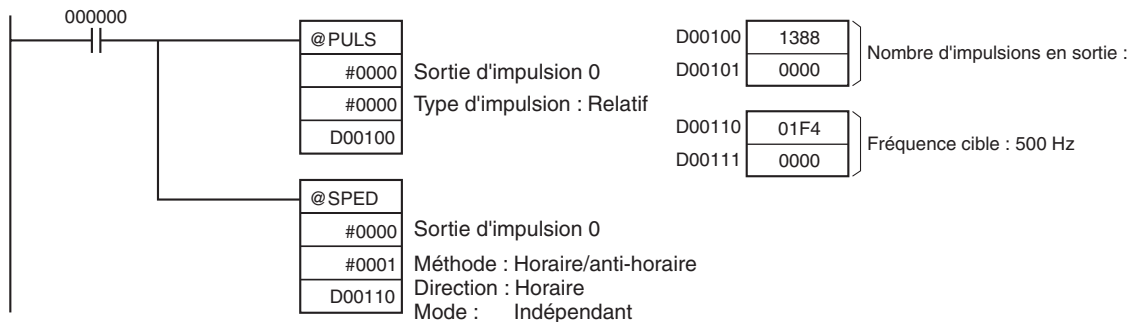 000000
@PULS
#0000 Sortie d'impulsion 0
#0000 Type d'impulsion : Relatif
D00100
@SPED
#0000 Sortie d'impulsion 0
#0001 Méthode : Horaire/anti-horaire
D00110 Direction : Horaire
Mode : Indépendant
D00100 1388
D00101 0000
Nombre d'impulsions en sortie :
D00110 01F4
D00111 0000
Fréquence cible : 500 Hz